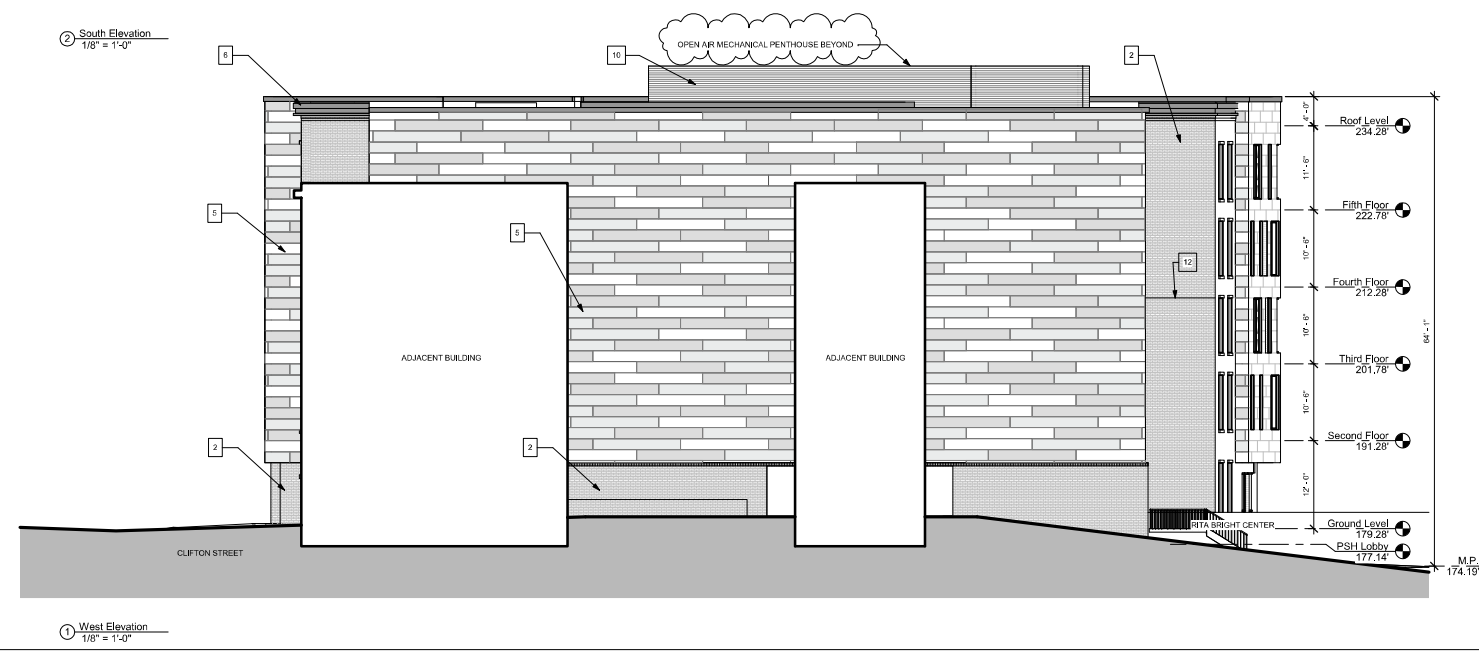 2 South Elevation
1/8" = 1'-0"
OPEN AIR MECHANICAL PENTHOUSE BEYOND
6
10
2
4' - 0"
Roof Level
234.28'
2
11' - 6"
5
Fifth Floor
222.78'
5
10' - 6"
12
Fourth Floor
212.28'
10' - 6"
64' - 1"
ADJACENT BUILDING
ADJACENT BUILDING
Third Floor
201.78'
10' - 6"
2
2
Second Floor
191.28'
12' - 0"
RITA BRIGHT CENTER
Ground Level
179.28'
CLIFTON STREET
PSH Lobby
177.14'
M.P.
174.19'
1 West Elevation
1/8" = 1'-0"